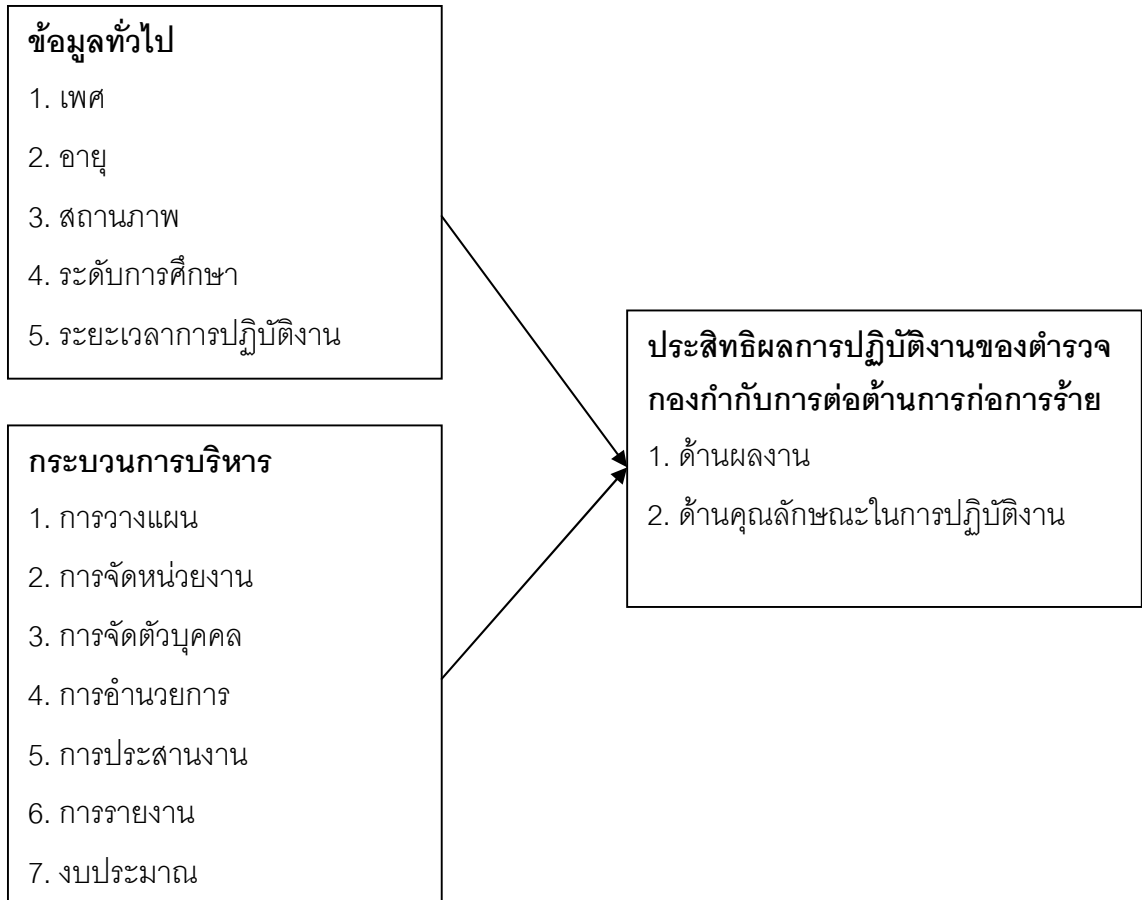 ข้อมูลทั่วไป
1. เพศ
2. อายุ
3. สถานภาพ
4. ระดับการศึกษา
5. ระยะเวลาการปฏิบัติงาน
กระบวนการบริหาร
1. การวางแผน
2. การจัดหน่วยงาน
3. การจัดตัวบุคคล
4. การอำนวยการ
5. การประสานงาน
6. การรายงาน
7. งบประมาณ
ประสิทธิผลการปฏิบัติงานของตำรวจ
กองกำกับการต่อต้านการก่อการร้าย
1. ด้านผลงาน
2. ด้านคุณลักษณะในการปฏิบัติงาน